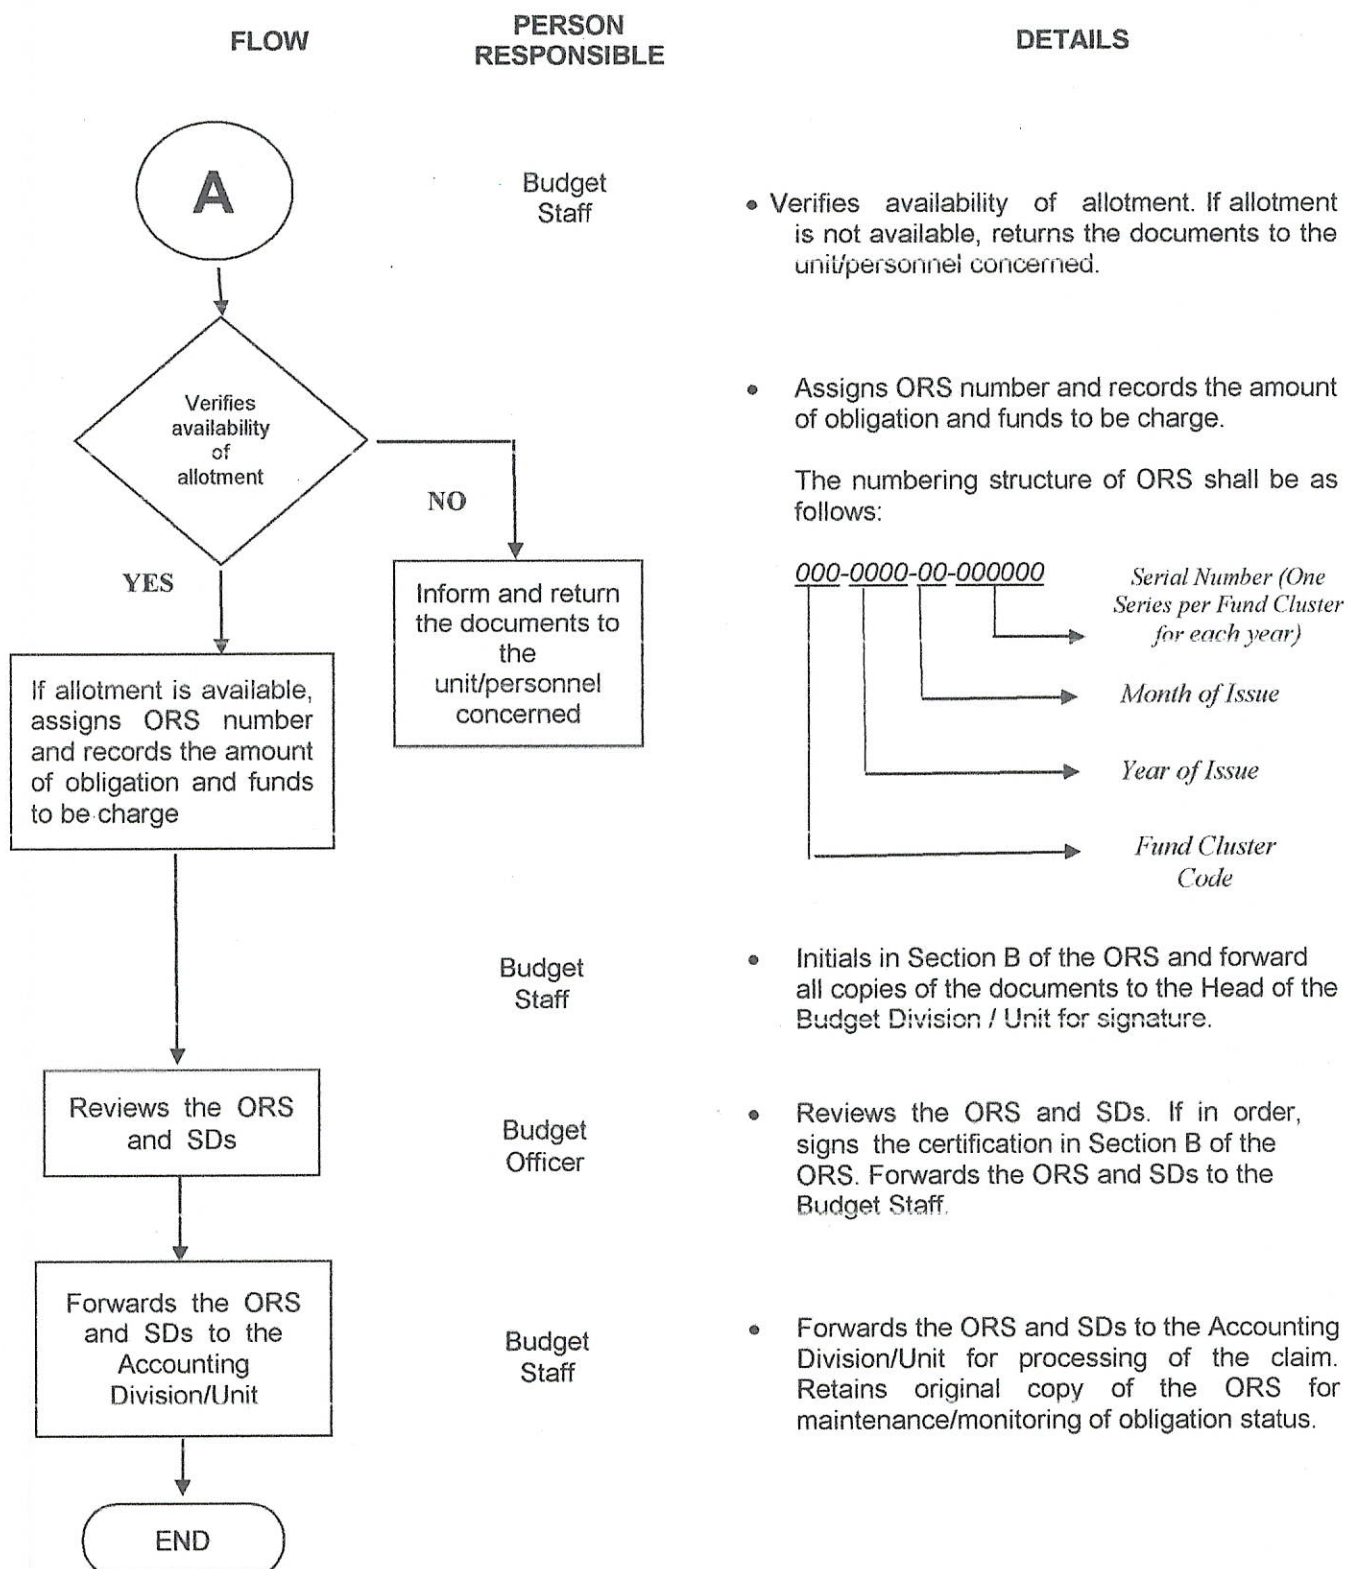 FLOW
PERSON
RESPONSIBLE
DETAILS
A
Budget
Staff
• Verifies availability of allotment. If allotment
is not available, returns the documents to the
unit/personnel concerned.
Verifies
availability
of
allotment
NO
YES
Inform and return
the documents to
the
unit/personnel
concerned
If allotment is available,
assigns ORS number
and records the amount
of obligation and funds
to be charge
• Assigns ORS number and records the amount
of obligation and funds to be charge.
The numbering structure of ORS shall be as
follows:
000-0000-00-000000
Serial Number (One
Series per Fund Cluster
for each year)
Month of Issue
Year of Issue
Fund Cluster
Code
Budget
Staff
• Initials in Section B of the ORS and forward
all copies of the documents to the Head of the
Budget Division / Unit for signature.
Reviews the ORS
and SDs
Budget
Officer
• Reviews the ORS and SDs. If in order,
signs the certification in Section B of the
ORS. Forwards the ORS and SDs to the
Budget Staff.
Forwards the ORS
and SDs to the
Accounting
Division/Unit
Budget
Staff
• Forwards the ORS and SDs to the Accounting
Division/Unit for processing of the claim.
Retains original copy of the ORS for
maintenance/monitoring of obligation status.
END